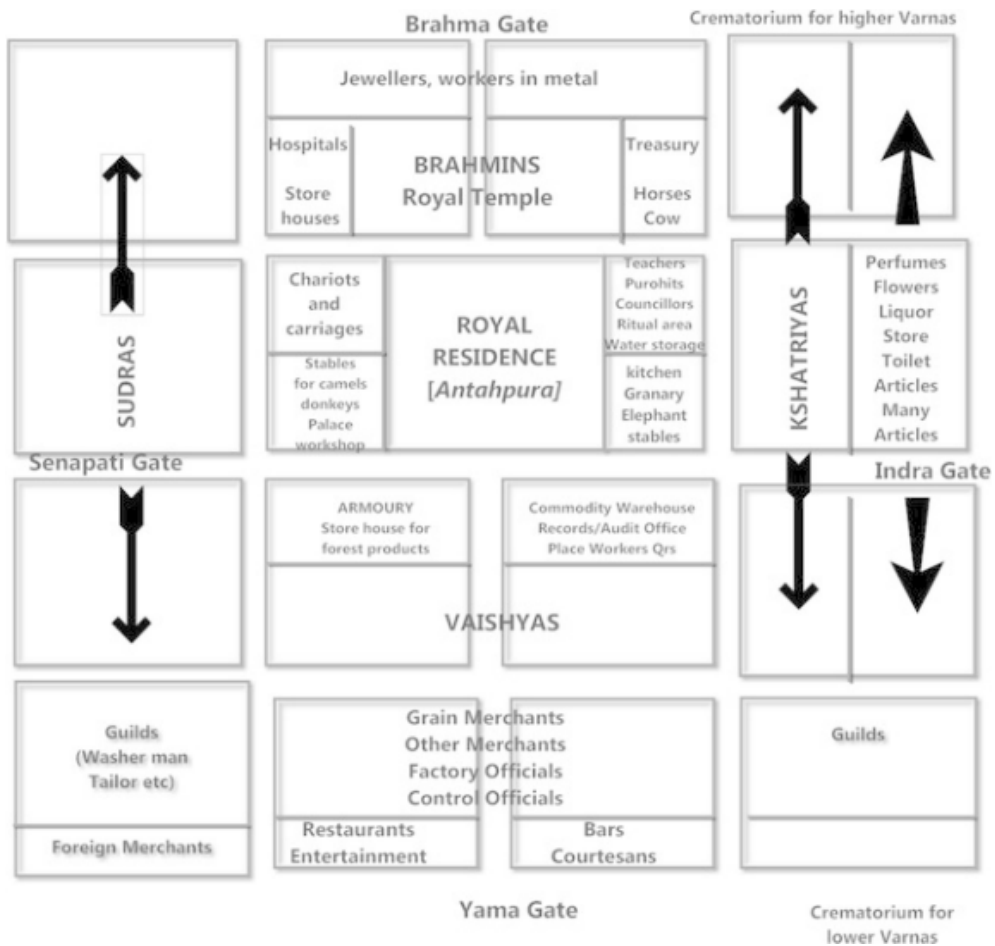 Brahma Gate
Crematorium for higher Varnas
Jewellers, workers in metal
Hospitals
Store
houses
BRAHMINS
Royal Temple
Treasury
Horses
Cow
SUDRAS
Chariots
and
carriages
Stables
for camels
donkeys
Palace
workshop
ROYAL
RESIDENCE
[Antahpura]
Teachers
Purohits
Councillors
Ritual area
Water storage
kitchen
Granary
Elephant
stables
KSHATRIYAS
Perfumes
Flowers
Liquor
Store
Toilet
Articles
Many
Articles
Senapati Gate
Indra Gate
ARMOURY
Store house for
forest products
Commodity Warehouse
Records/Audit Office
Place Workers Qrs
VAISHYAS
Guilds
(Washer man
Tailor etc)
Foreign Merchants
Grain Merchants
Other Merchants
Factory Officials
Control Officials
Restaurants
Entertainment
Bars
Courtesans
Guilds
Yama Gate
Crematorium for
lower Varnas